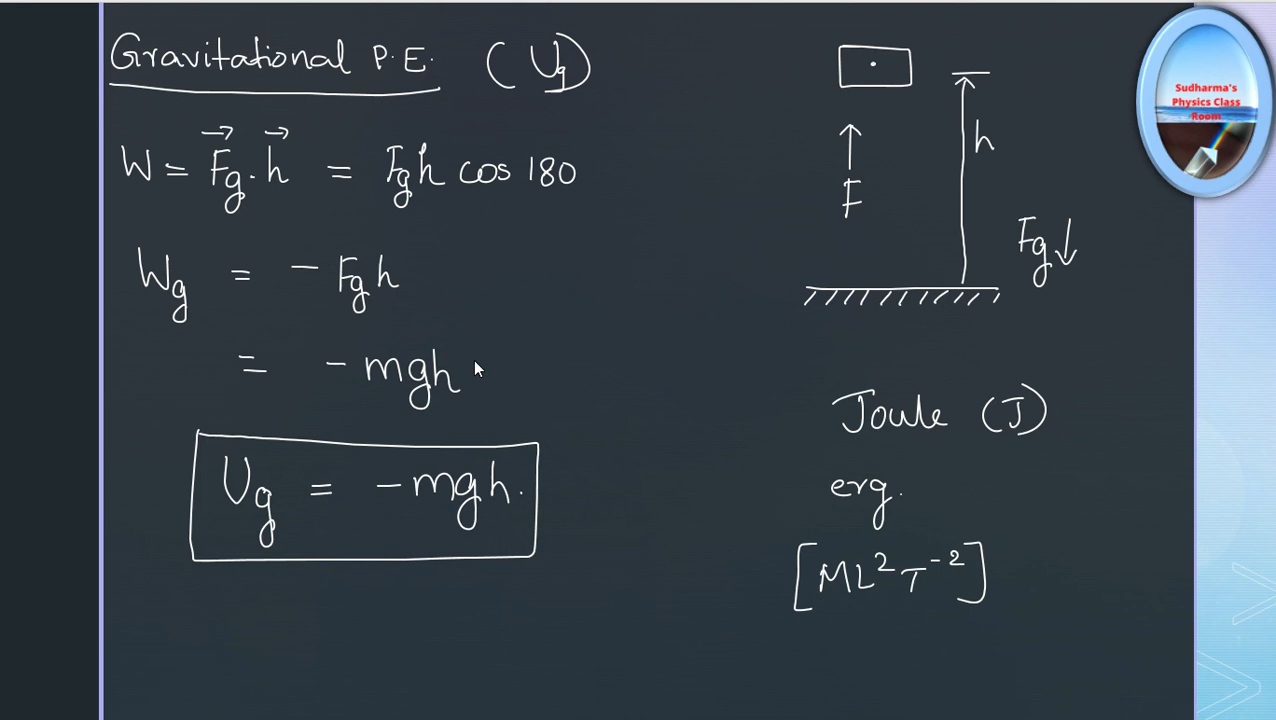 Gravitational P.E. (Ug)
W = F⃗g . h⃗ = Fgh cos 180
Wg = - Fgh
= - mgh
Ug = - mgh.
h
F
Fg↓
Joule (J)
erg.
[ML²T⁻²]
Sudharma's
Physics Class
Room